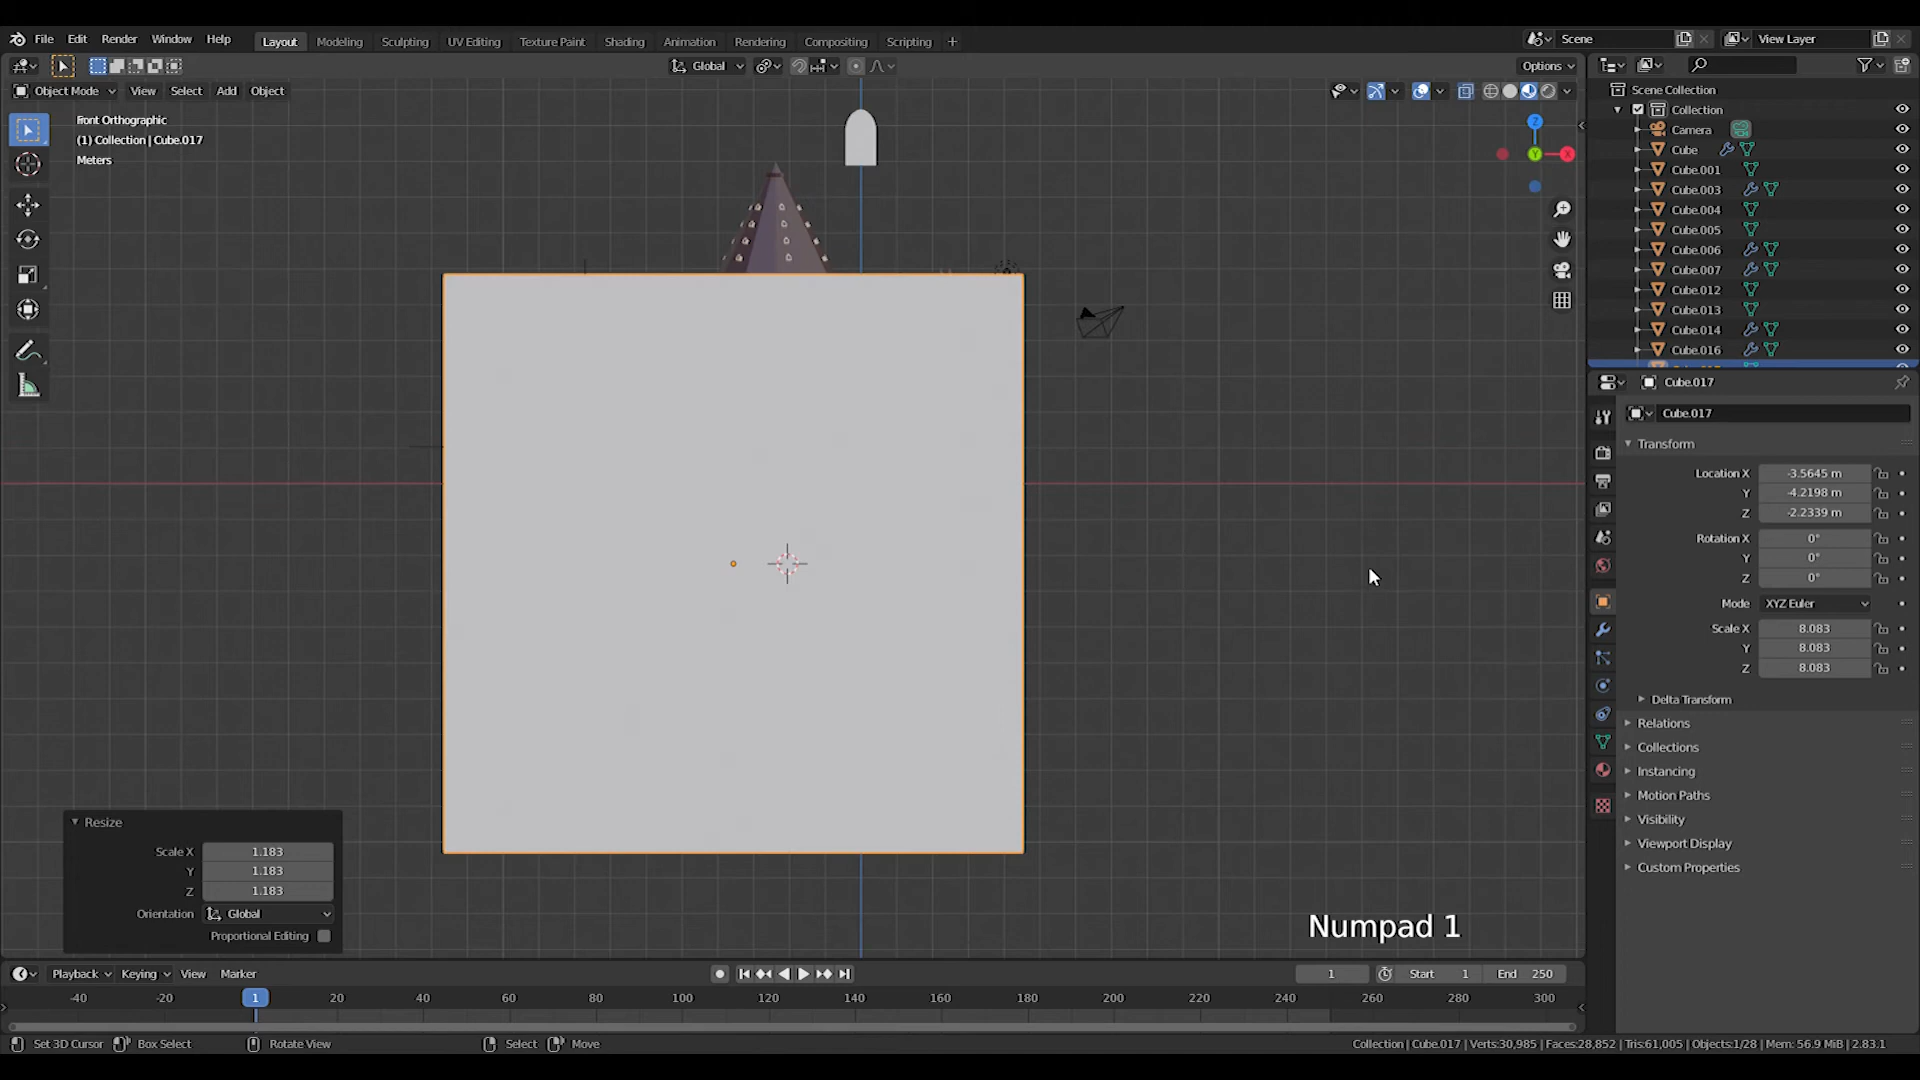 File Edit Render Window Help Layout Modeling Sculpting UV Editing Texture Paint Shading Animation Rendering Compositing Scripting + Scene View Layer
Global Options
Object Mode View Select Add Object
Front Orthographic
(1) Collection | Cube.017
Meters
Z
Y
X
Scene Collection
Collection
Camera
Cube
Cube.001
Cube.003
Cube.004
Cube.005
Cube.006
Cube.007
Cube.012
Cube.013
Cube.014
Cube.016
Cube.017
Cube.017
Transform
Location X -3.5645 m
Y -4.2198 m
Z -2.2339 m
Rotation X 0°
Y 0°
Z 0°
Mode XYZ Euler
Scale X 8.083
Y 8.083
Z 8.083
Delta Transform
Relations
Collections
Instancing
Motion Paths
Visibility
Viewport Display
Custom Properties
Resize
Scale X 1.183
Y 1.183
Z 1.183
Orientation Global
Proportional Editing
Numpad 1
Playback Keying View Marker 1 Start 1 End 250
-40 -20 1 20 40 60 80 100 120 140 160 180 200 220 240 260 280 300
Set 3D Cursor Box Select Rotate View Select Move Collection | Cube.017 | Verts:30,985 | Faces:28,852 | Tris:61,005 | Objects:1/28 | Mem: 56.9 MiB | 2.83.1